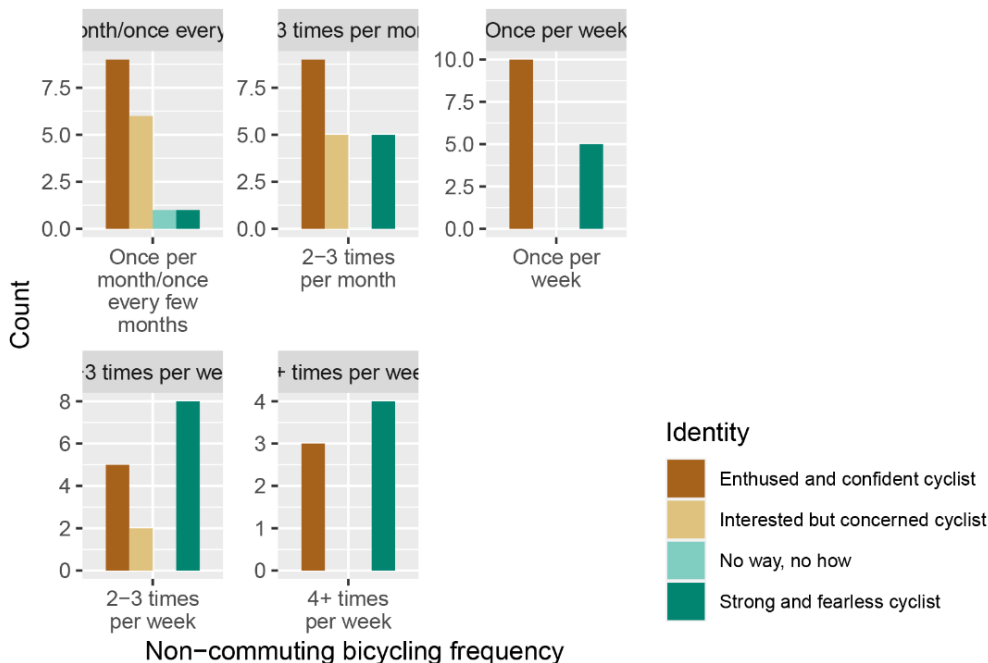 onth/once every
3 times per mon
Once per week
7.5
5.0
2.5
0.0
7.5
5.0
2.5
0.0
10.0
7.5
5.0
2.5
0.0
Once per
month/once
every few
months
2−3 times
per month
Once per
week
Count
−3 times per wee
+ times per wee
8
6
4
2
0
4
3
2
1
0
2−3 times
per week
4+ times
per week
Non−commuting bicycling frequency
Identity
Enthused and confident cyclist
Interested but concerned cyclist
No way, no how
Strong and fearless cyclist